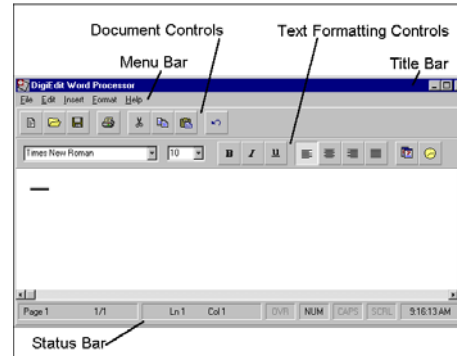 Document Controls Text Formatting Controls
Menu Bar Title Bar
DigiEdit Word Processor
File Edit Insert Format Help
Times New Roman 10 B I U
Page 1 1/1 Ln 1 Col 1 OVR NUM CAPS SCRL 9:16:13 AM
Status Bar